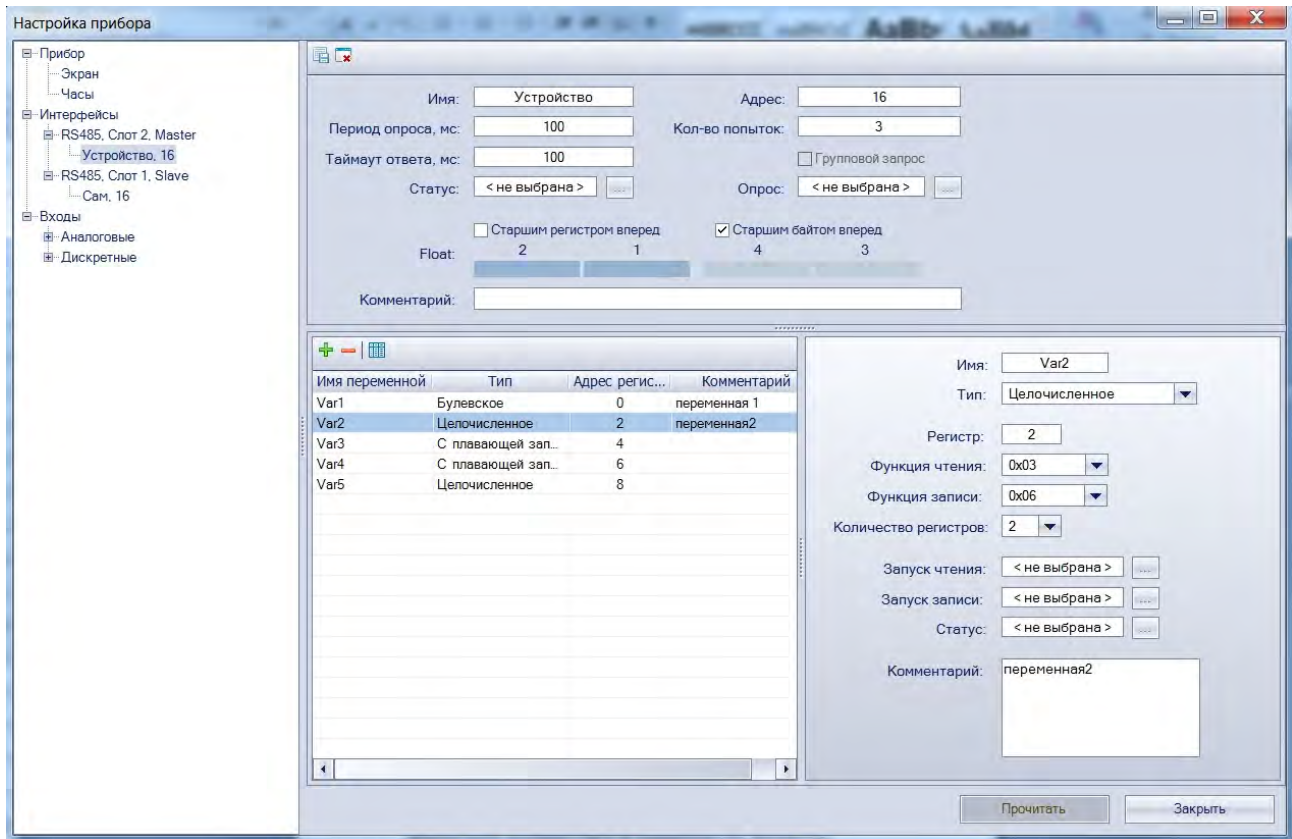 Настройка прибора
Прибор
Экран
Часы
Интерфейсы
RS485, Слот 2, Master
Устройство, 16
RS485, Слот 1, Slave
Сам, 16
Входы
Аналоговые
Дискретные
Имя: Устройство Адрес: 16
Период опроса, мс: 100 Кол-во попыток: 3
Таймаут ответа, мс: 100 Групповой запрос
Статус: < не выбрана > ... Опрос: < не выбрана > ...
Старшим регистром вперед Старшим байтом вперед
Float: 2 1 4 3
Комментарий:
Имя переменной Тип Адрес регис... Комментарий
Var1 Булевское 0 переменная 1
Var2 Целочисленное 2 переменная2
Var3 С плавающей зап... 4
Var4 С плавающей зап... 6
Var5 Целочисленное 8
Имя: Var2
Тип: Целочисленное
Регистр: 2
Функция чтения: 0x03
Функция записи: 0x06
Количество регистров: 2
Запуск чтения: < не выбрана > ...
Запуск записи: < не выбрана > ...
Статус: < не выбрана > ...
Комментарий: переменная2
Прочитать Закрыть